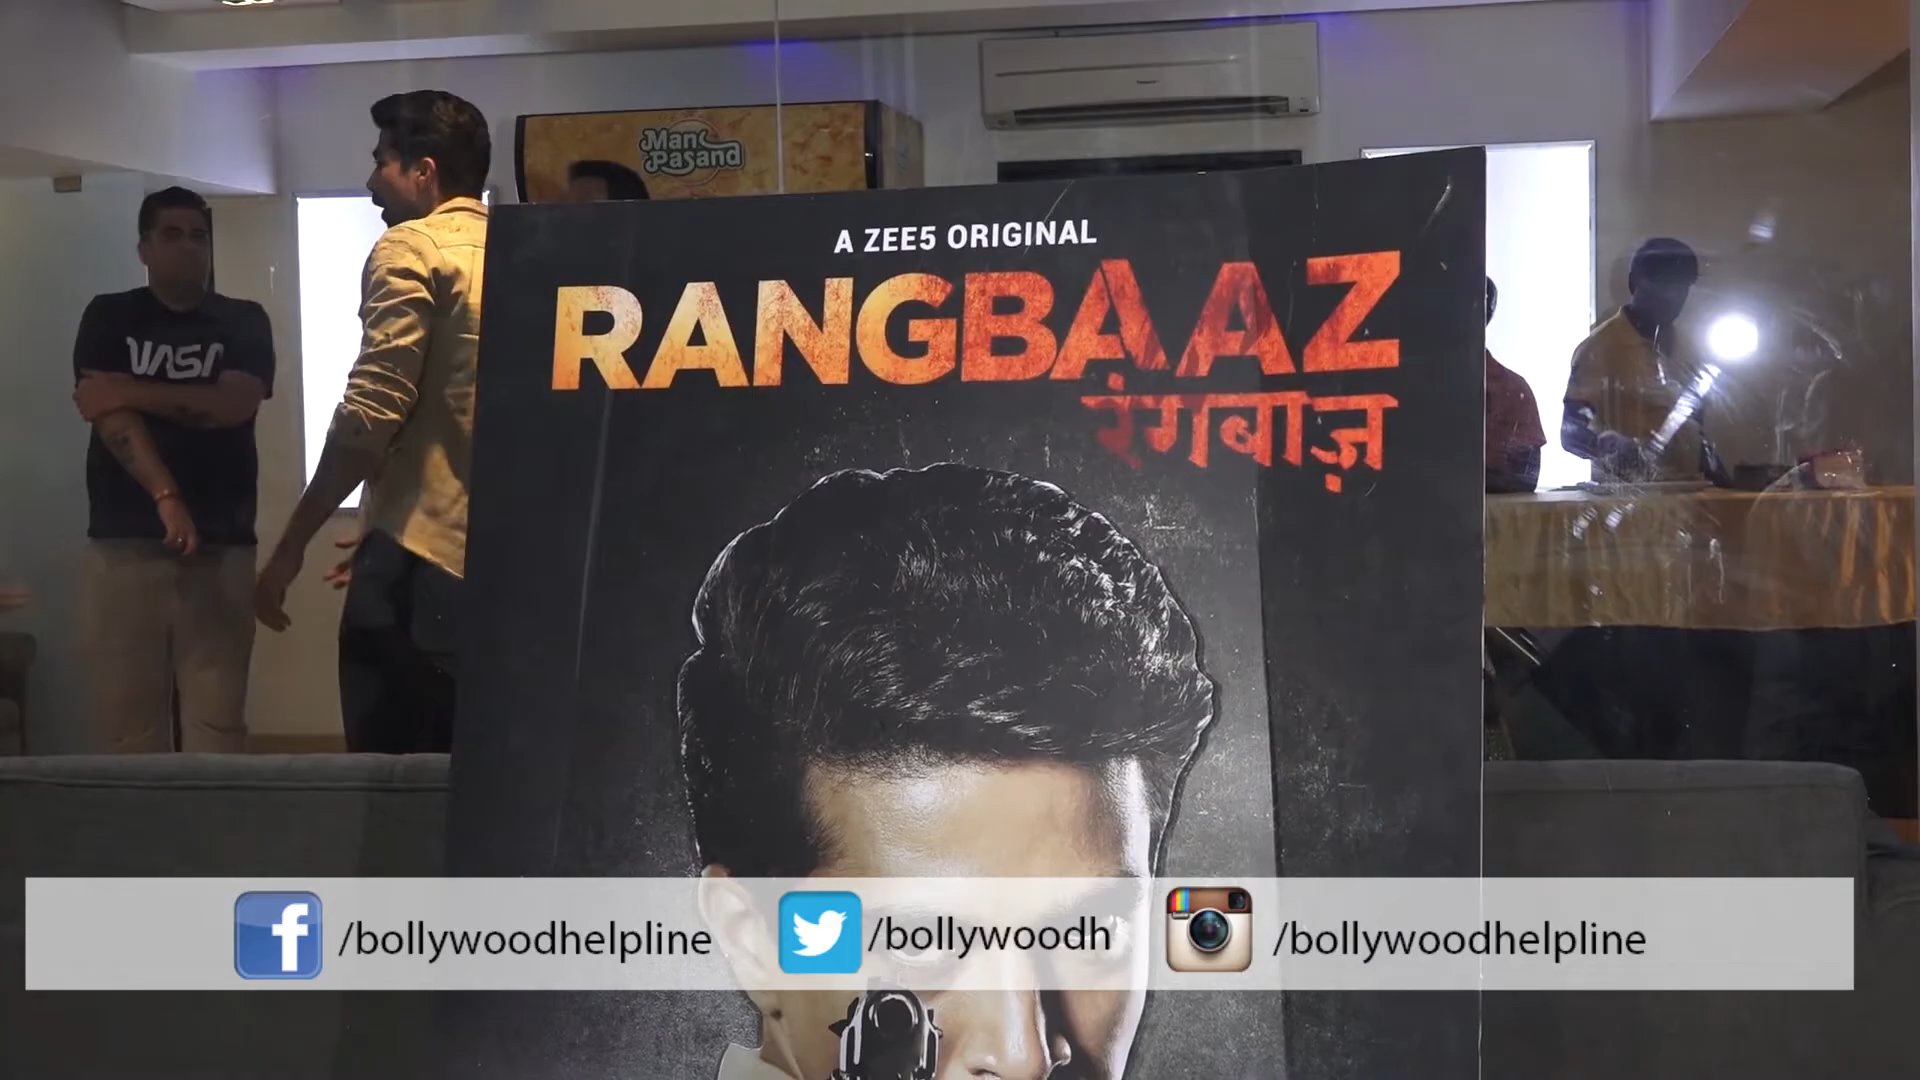 Man
Pasand
NASA
A ZEE5 ORIGINAL
RANGBAAZ
रंगबाज़
/bollywoodhelpline
/bollywoodh
/bollywoodhelpline